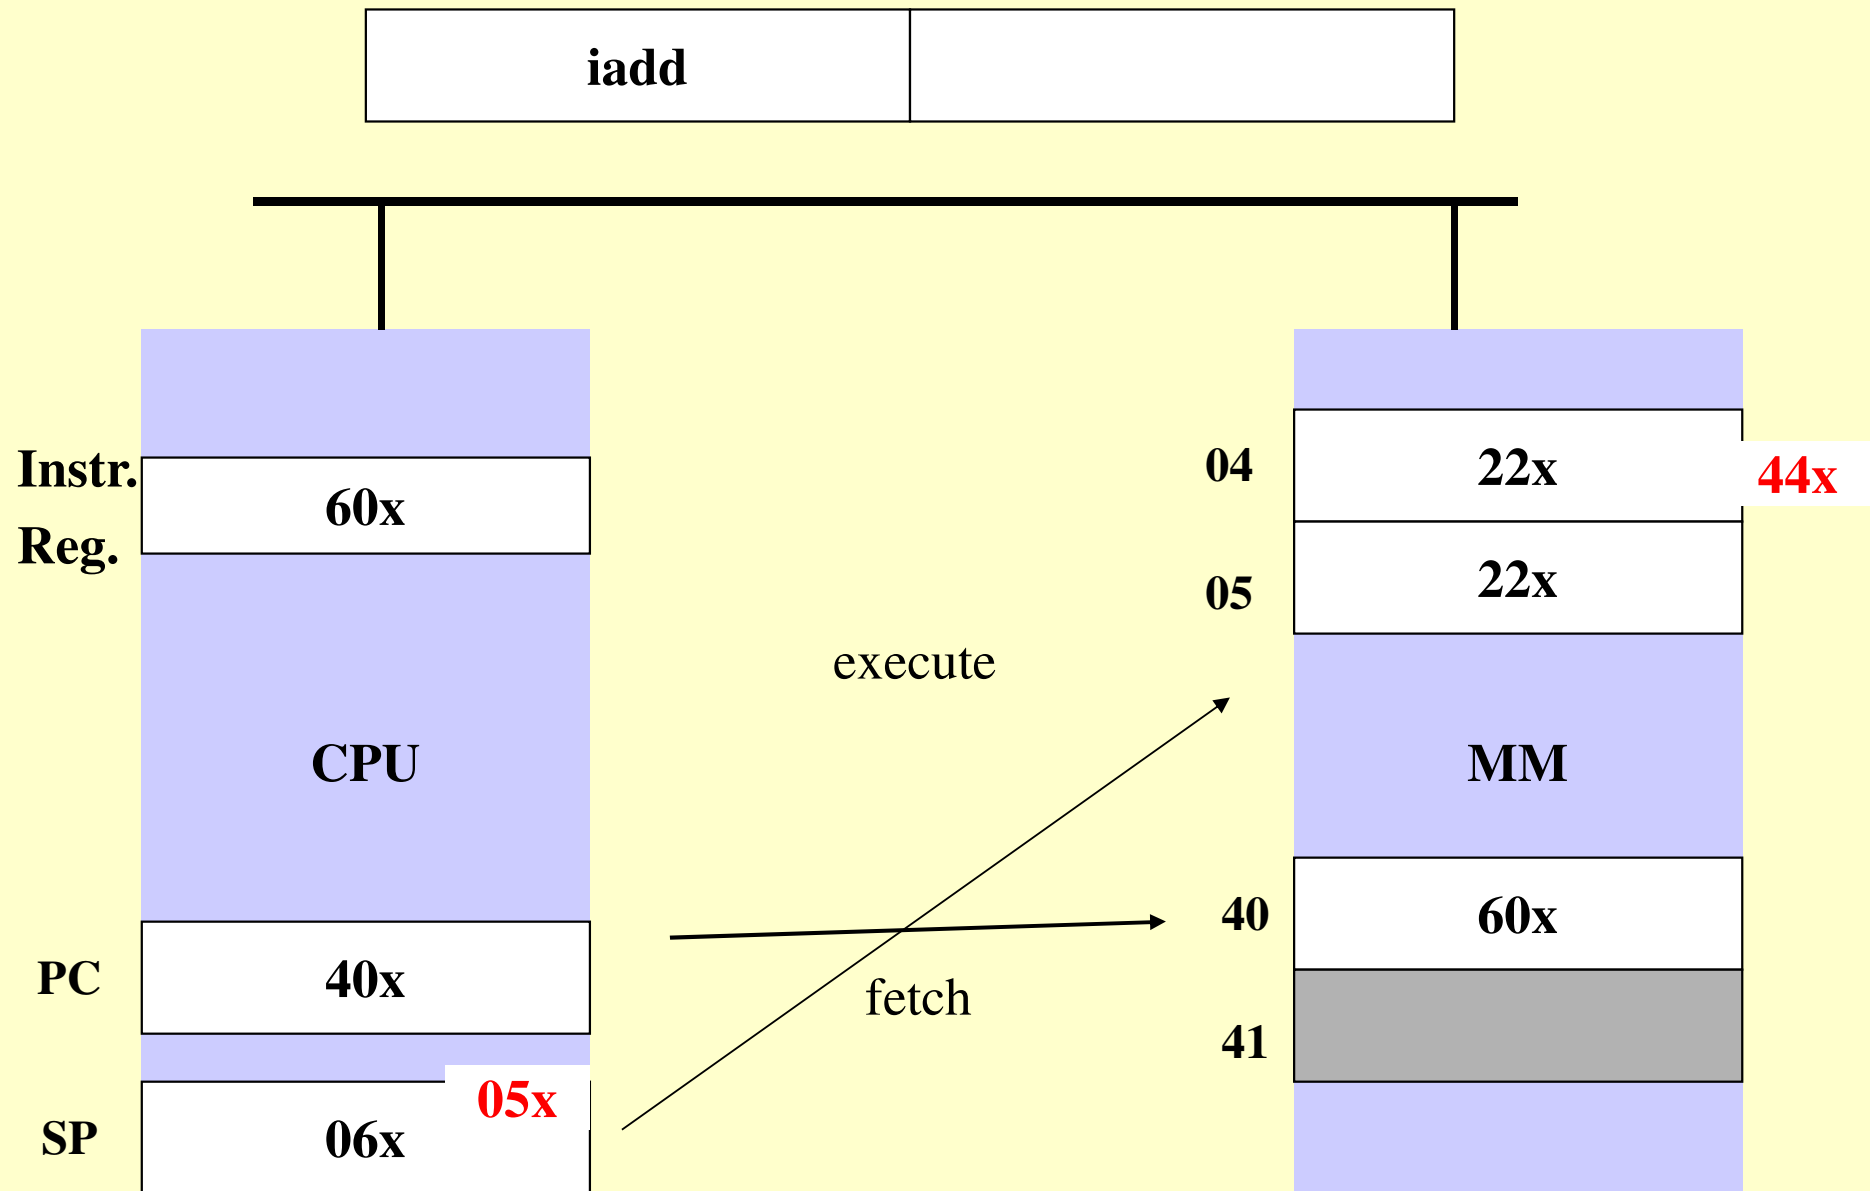 iadd
Instr.
Reg.
60x
CPU
PC
40x
SP
05x
06x
execute
fetch
04
22x
44x
05
22x
MM
40
60x
41